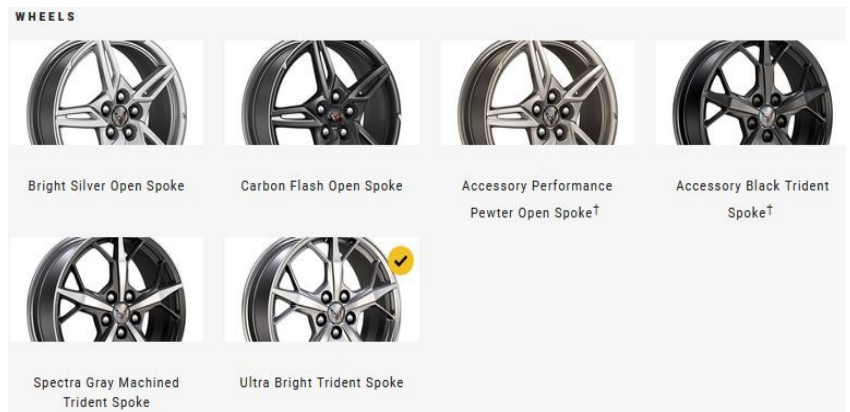 WHEELS
Bright Silver Open Spoke
Carbon Flash Open Spoke
Accessory Performance
Pewter Open Spoke†
Accessory Black Trident
Spoke†
Spectra Gray Machined
Trident Spoke
Ultra Bright Trident Spoke